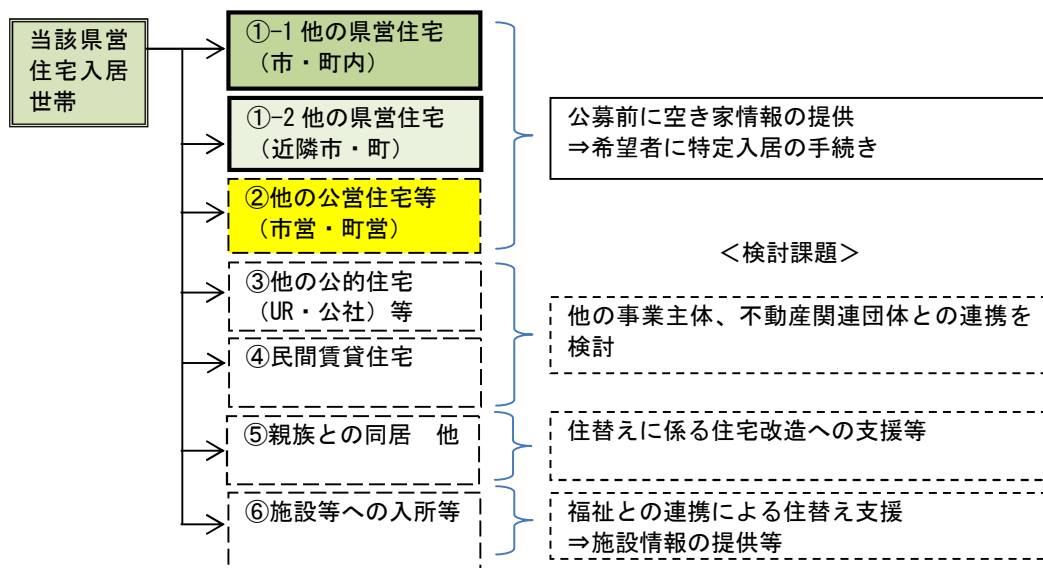 当該県営
住宅入居
世帯
①-1 他の県営住宅
（市・町内）
①-2 他の県営住宅
（近隣市・町）
②他の公営住宅等
（市営・町営）
公募前に空き家情報の提供
⇒希望者に特定入居の手続き
＜検討課題＞
③他の公的住宅
（UR・公社）等
④民間賃貸住宅
他の事業主体、不動産関連団体との連携を
検討
⑤親族との同居　他
住替えに係る住宅改造への支援等
⑥施設等への入所等
福祉との連携による住替え支援
⇒施設情報の提供等